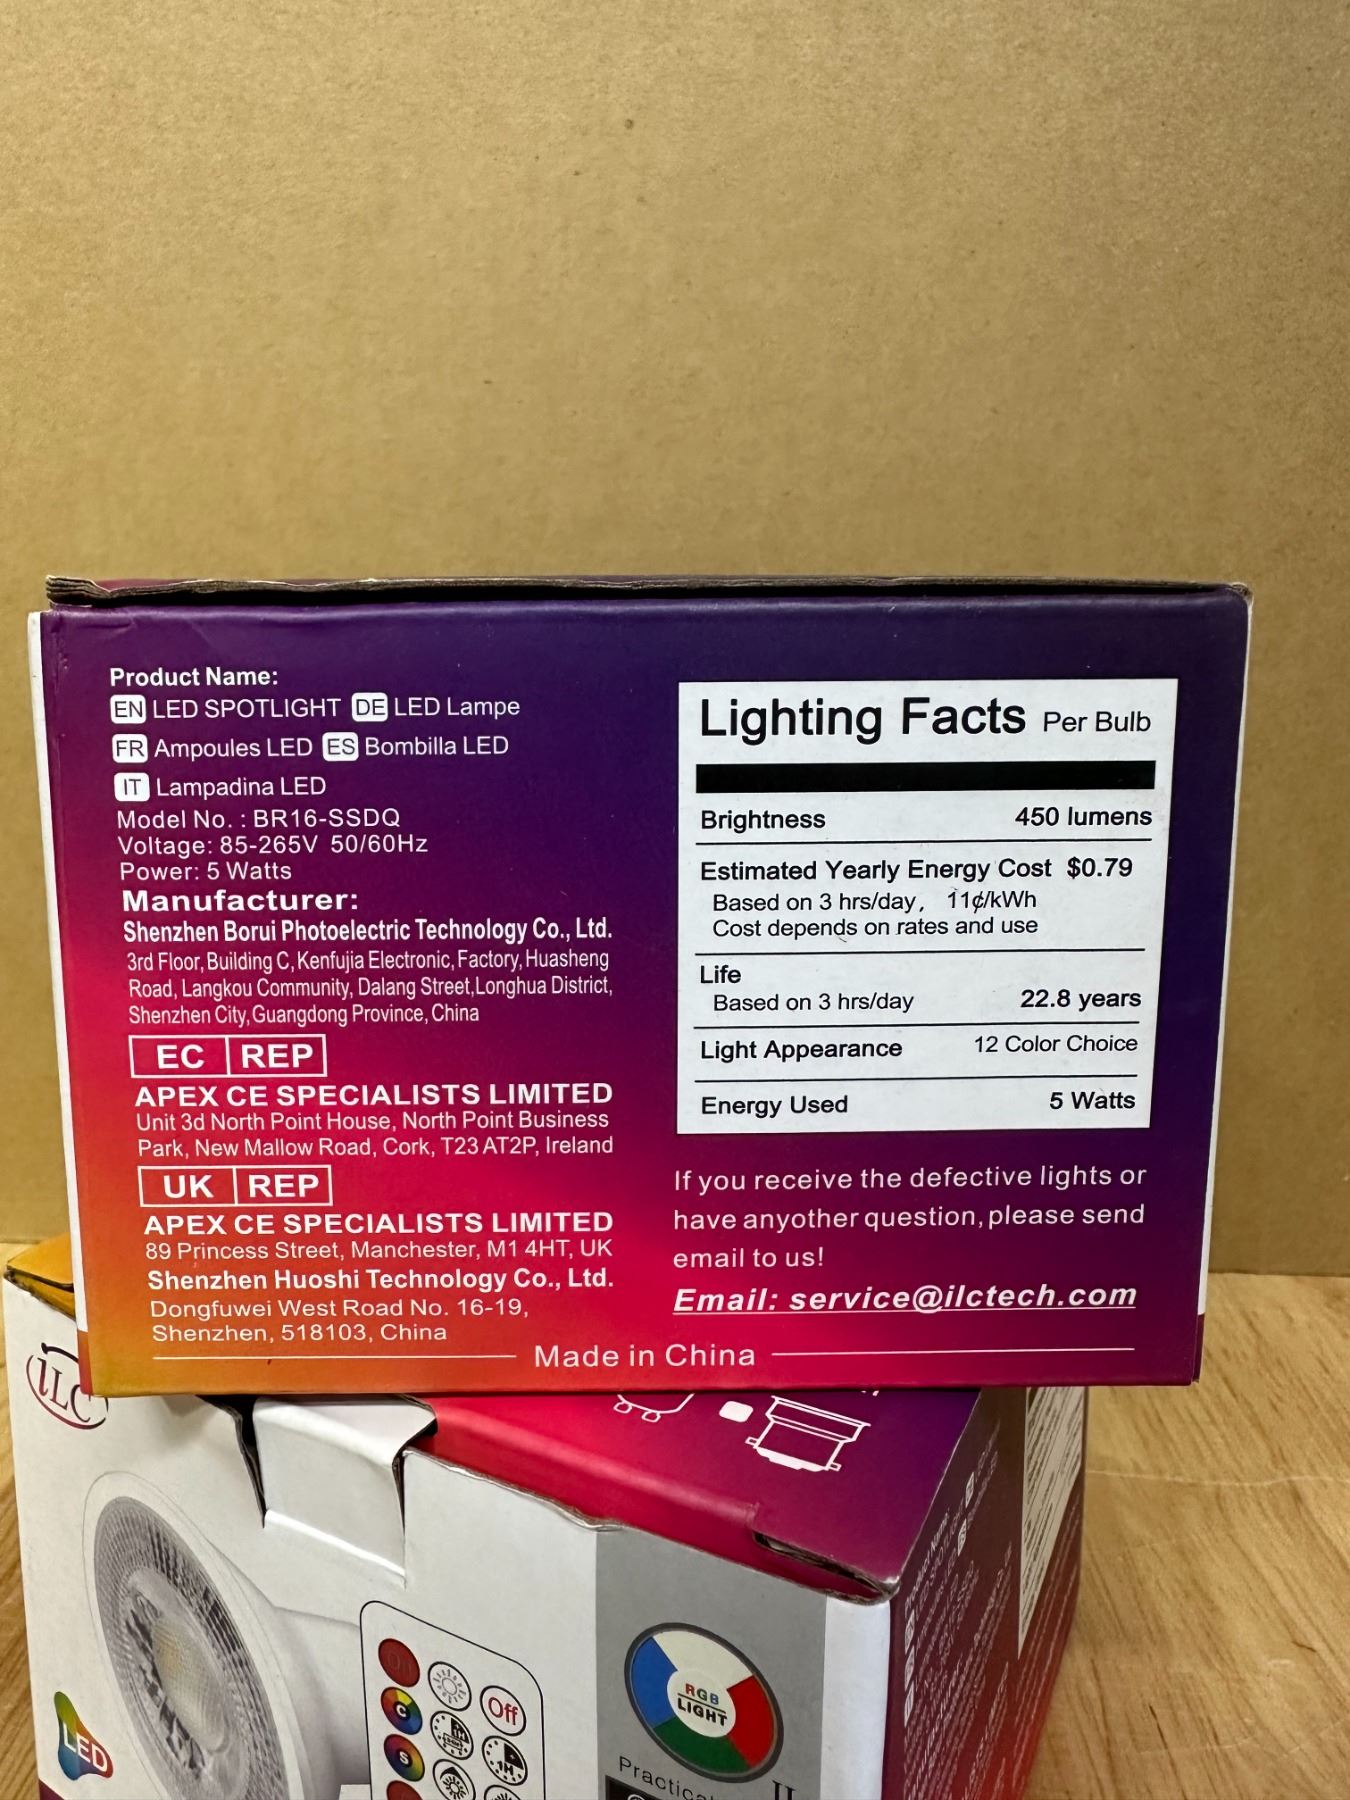 Product Name:
EN LED SPOTLIGHT DE LED Lampe
FR Ampoules LED ES Bombilla LED
IT Lampadina LED
Model No. : BR16-SSDQ
Voltage: 85-265V 50/60Hz
Power: 5 Watts
Manufacturer:
Shenzhen Borui Photoelectric Technology Co., Ltd.
3rd Floor, Building C, Kenfujia Electronic, Factory, Huasheng
Road, Langkou Community, Dalang Street, Longhua District,
Shenzhen City, Guangdong Province, China
EC REP
APEX CE SPECIALISTS LIMITED
Unit 3d North Point House, North Point Business
Park, New Mallow Road, Cork, T23 AT2P, Ireland
UK REP
APEX CE SPECIALISTS LIMITED
89 Princess Street, Manchester, M1 4HT, UK
Shenzhen Huoshi Technology Co., Ltd.
Dongfuwei West Road No. 16-19,
Shenzhen, 518103, China
Lighting Facts Per Bulb
Brightness 450 lumens
Estimated Yearly Energy Cost $0.79
Based on 3 hrs/day, 11¢/kWh
Cost depends on rates and use
Life
Based on 3 hrs/day 22.8 years
Light Appearance 12 Color Choice
Energy Used 5 Watts
If you receive the defective lights or
have anyother question, please send
email to us!
Email: service@ilctech.com
Made in China
iLC
LED
On
Off
C
S
1H
RGB
LIGHT
Product Name: